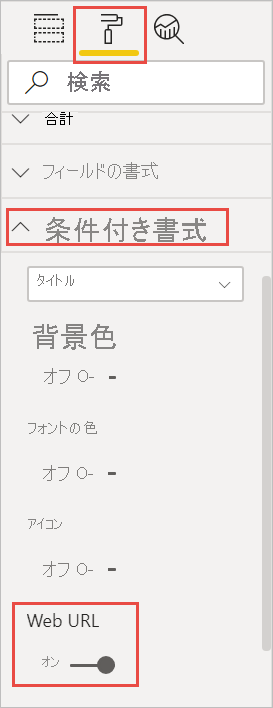 検索
合計
フィールドの書式
条件付き書式
タイトル
背景色
オフ O-
フォントの色
オフ O-
アイコン
オフ O-
Web URL
オン